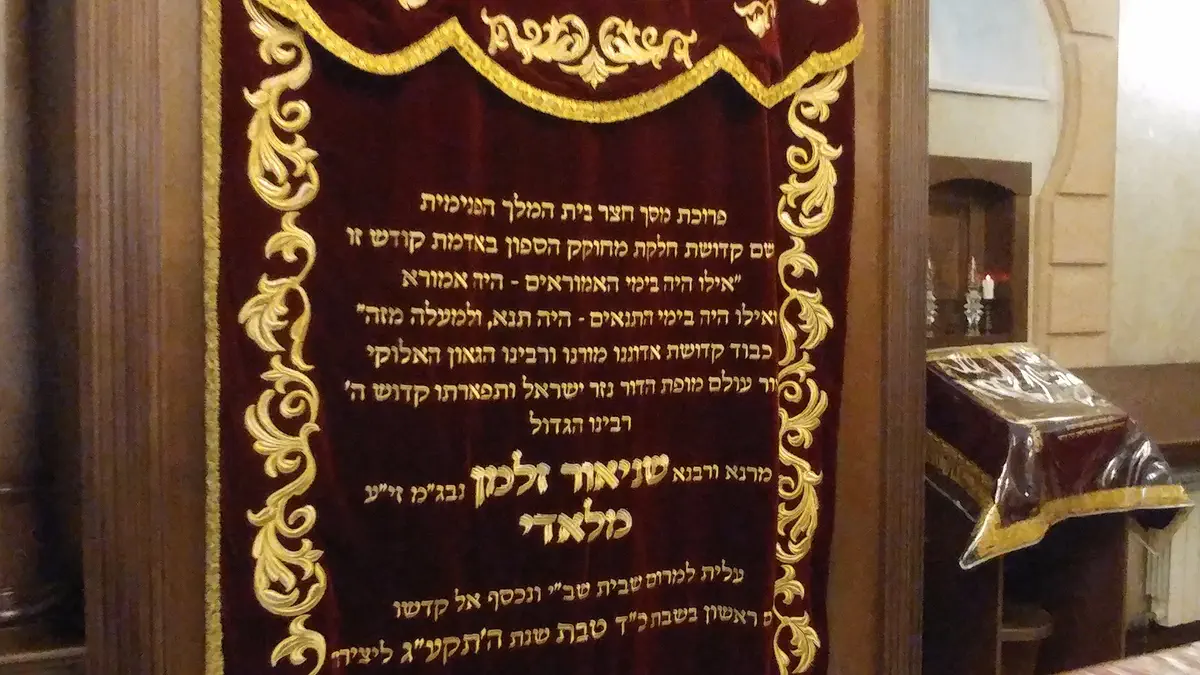 פרוכת מסך חצר בית המלך הפנימית
שם קדושת חלקת מחוקק הספון באדמת קודש זו
"אילו היה בימי האמוראים - היה אמורא
ואילו היה בימי התנאים - היה תנא, ולמעלה מזה"
כבוד קדושת אדוננו מורנו ורבינו הגאון האלוקי
עולם מופת הדור נזר ישראל ותפארתו קדוש ה'
רבינו הגדול
מרנא ורבנא שניאור זלמן נבג"מ זי"ע
מלאדי
עלית למרום שבית שב"י ונכסף אל קדשו
ראשון בשבת כ"ד טבת שנת ה'תקע"ג